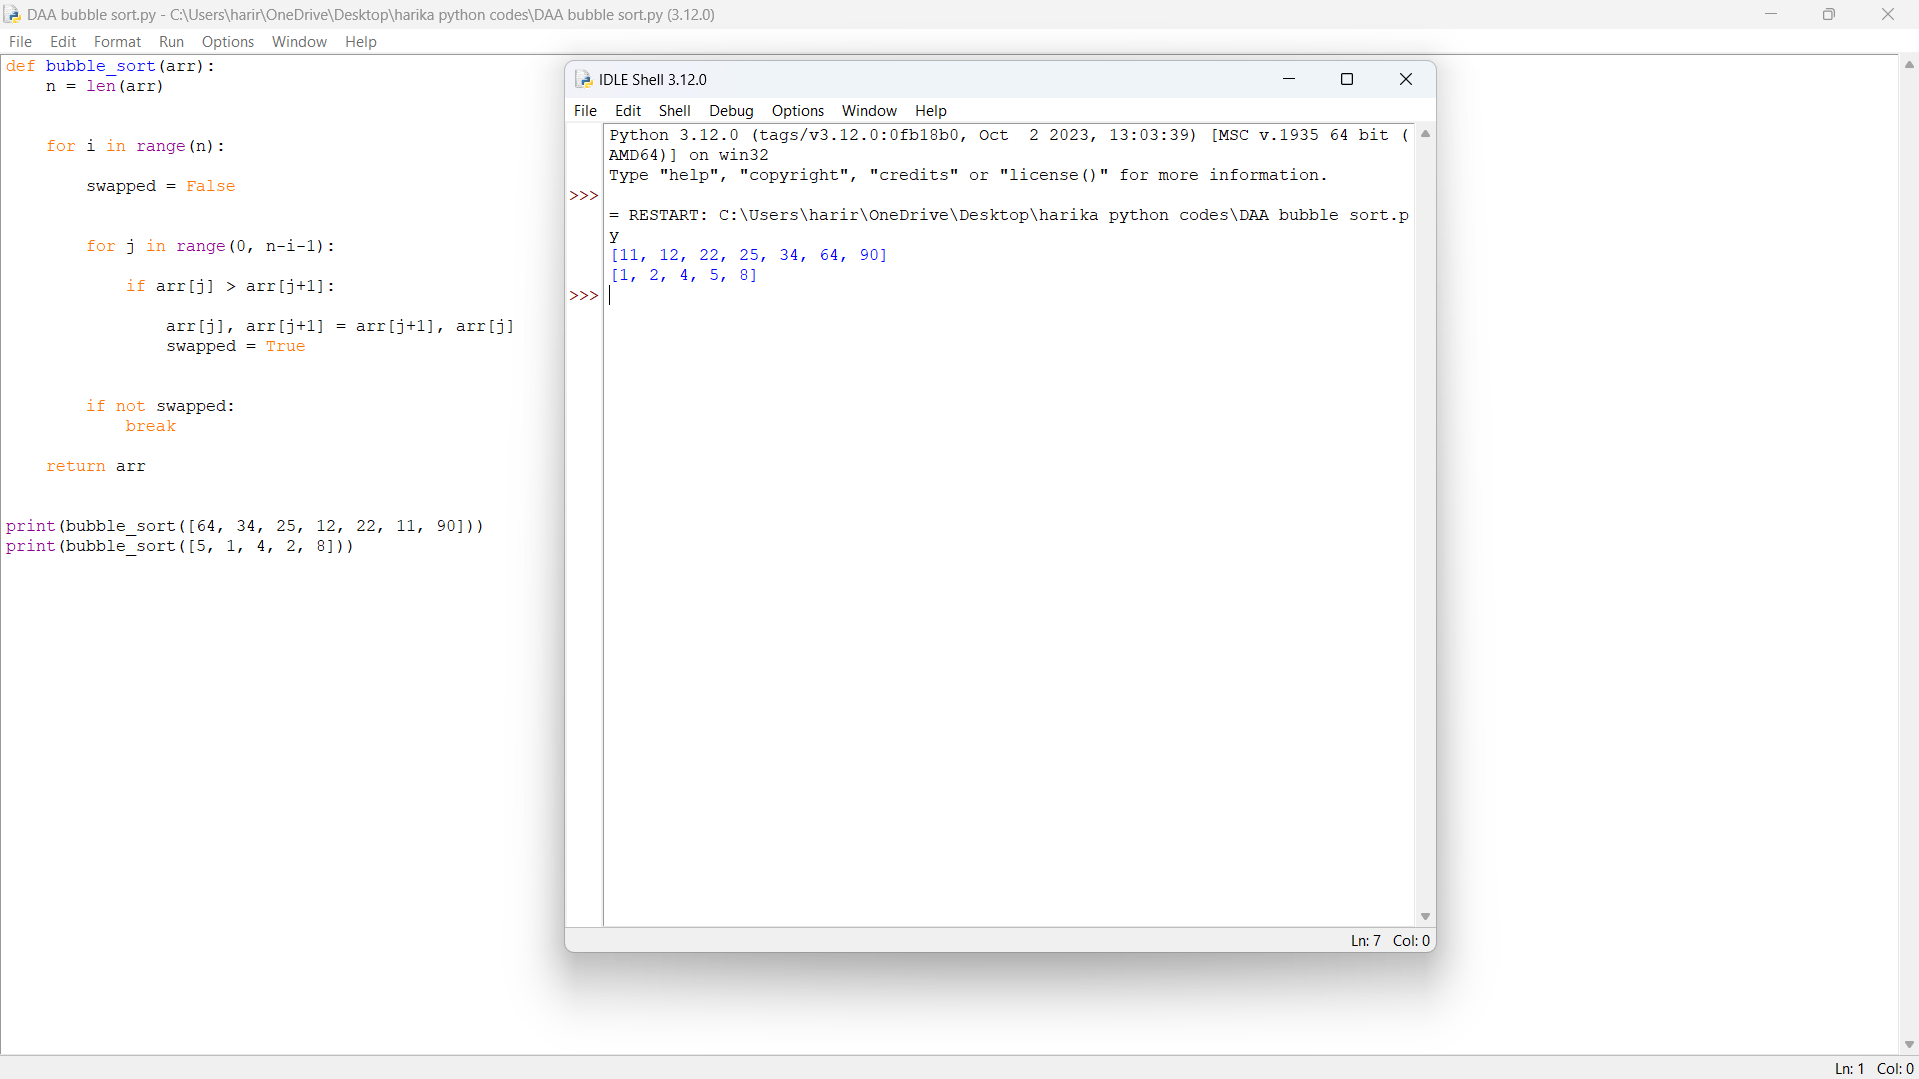 DAA bubble sort.py - C:\Users\harir\OneDrive\Desktop\harika python codes\DAA bubble sort.py (3.12.0)
File Edit Format Run Options Window Help
def bubble_sort(arr):
    n = len(arr)
    for i in range(n):
        swapped = False
        for j in range(0, n-i-1):
            if arr[j] > arr[j+1]:
                arr[j], arr[j+1] = arr[j+1], arr[j]
                swapped = True
        if not swapped:
            break
    return arr
print(bubble_sort([64, 34, 25, 12, 22, 11, 90]))
print(bubble_sort([5, 1, 4, 2, 8]))
IDLE Shell 3.12.0
File Edit Shell Debug Options Window Help
Python 3.12.0 (tags/v3.12.0:0fb18b0, Oct  2 2023, 13:03:39) [MSC v.1935 64 bit (
AMD64)] on win32
Type "help", "copyright", "credits" or "license()" for more information.
>>>
= RESTART: C:\Users\harir\OneDrive\Desktop\harika python codes\DAA bubble sort.p
y
[11, 12, 22, 25, 34, 64, 90]
[1, 2, 4, 5, 8]
>>>
Ln: 7 Col: 0
Ln: 1 Col: 0